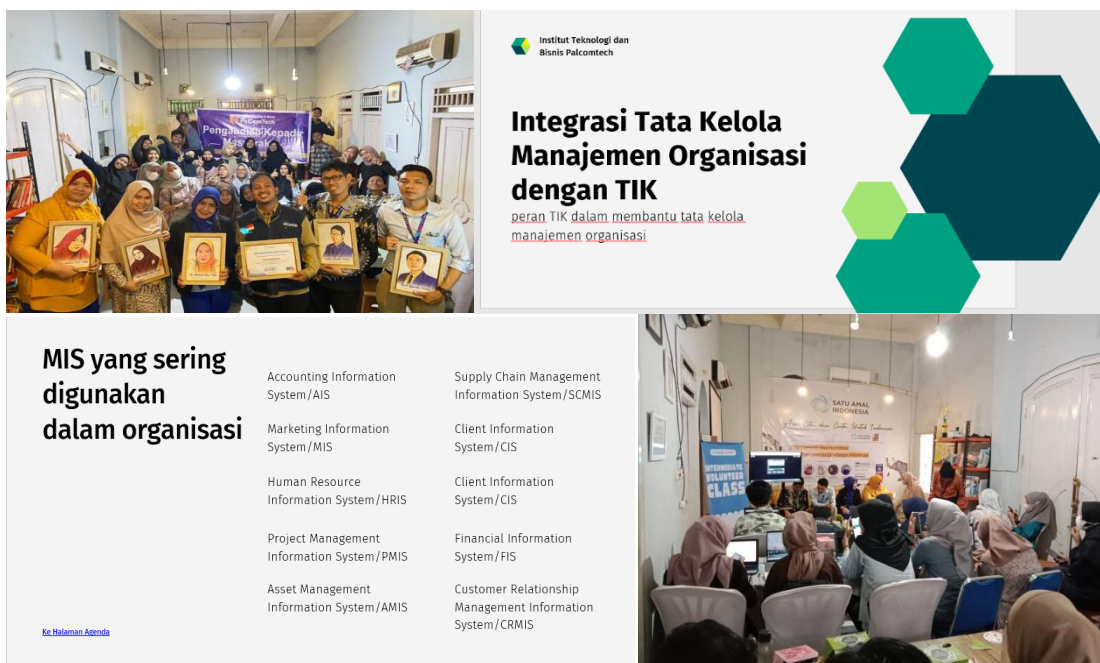 PalComTech
Pengabdian Kepada
Masyarakat
Institut Teknologi dan
Bisnis Palcomtech
Integrasi Tata Kelola
Manajemen Organisasi
dengan TIK
peran TIK dalam membantu tata kelola
manajemen organisasi
MIS yang sering
digunakan
dalam organisasi
Accounting Information
System/AIS
Marketing Information
System/MIS
Human Resource
Information System/HRIS
Project Management
Information System/PMIS
Asset Management
Information System/AMIS
Supply Chain Management
Information System/SCMIS
Client Information
System/CIS
Client Information
System/CIS
Financial Information
System/FIS
Customer Relationship
Management Information
System/CRMIS
Ke Halaman Agenda
SATU AMAL
INDONESIA
INTERMEDIATE
VOLUNTEER
CLASS